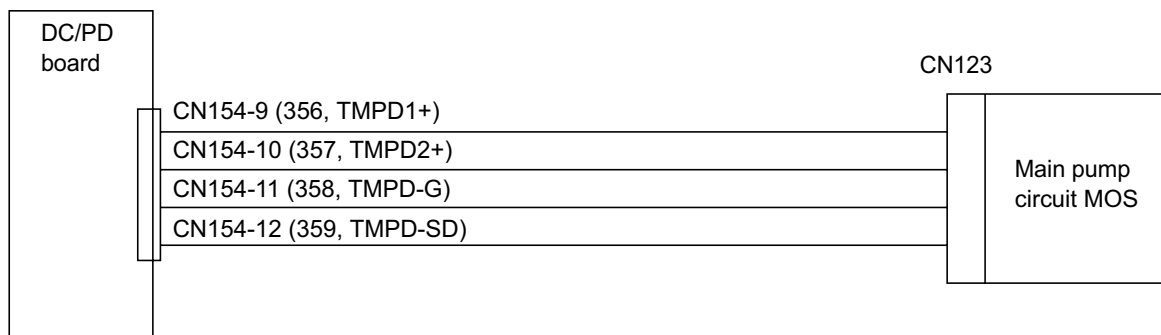 DC/PD
board
CN123
CN154-9 (356, TMPD1+)
CN154-10 (357, TMPD2+)
CN154-11 (358, TMPD-G)
CN154-12 (359, TMPD-SD)
Main pump
circuit MOS